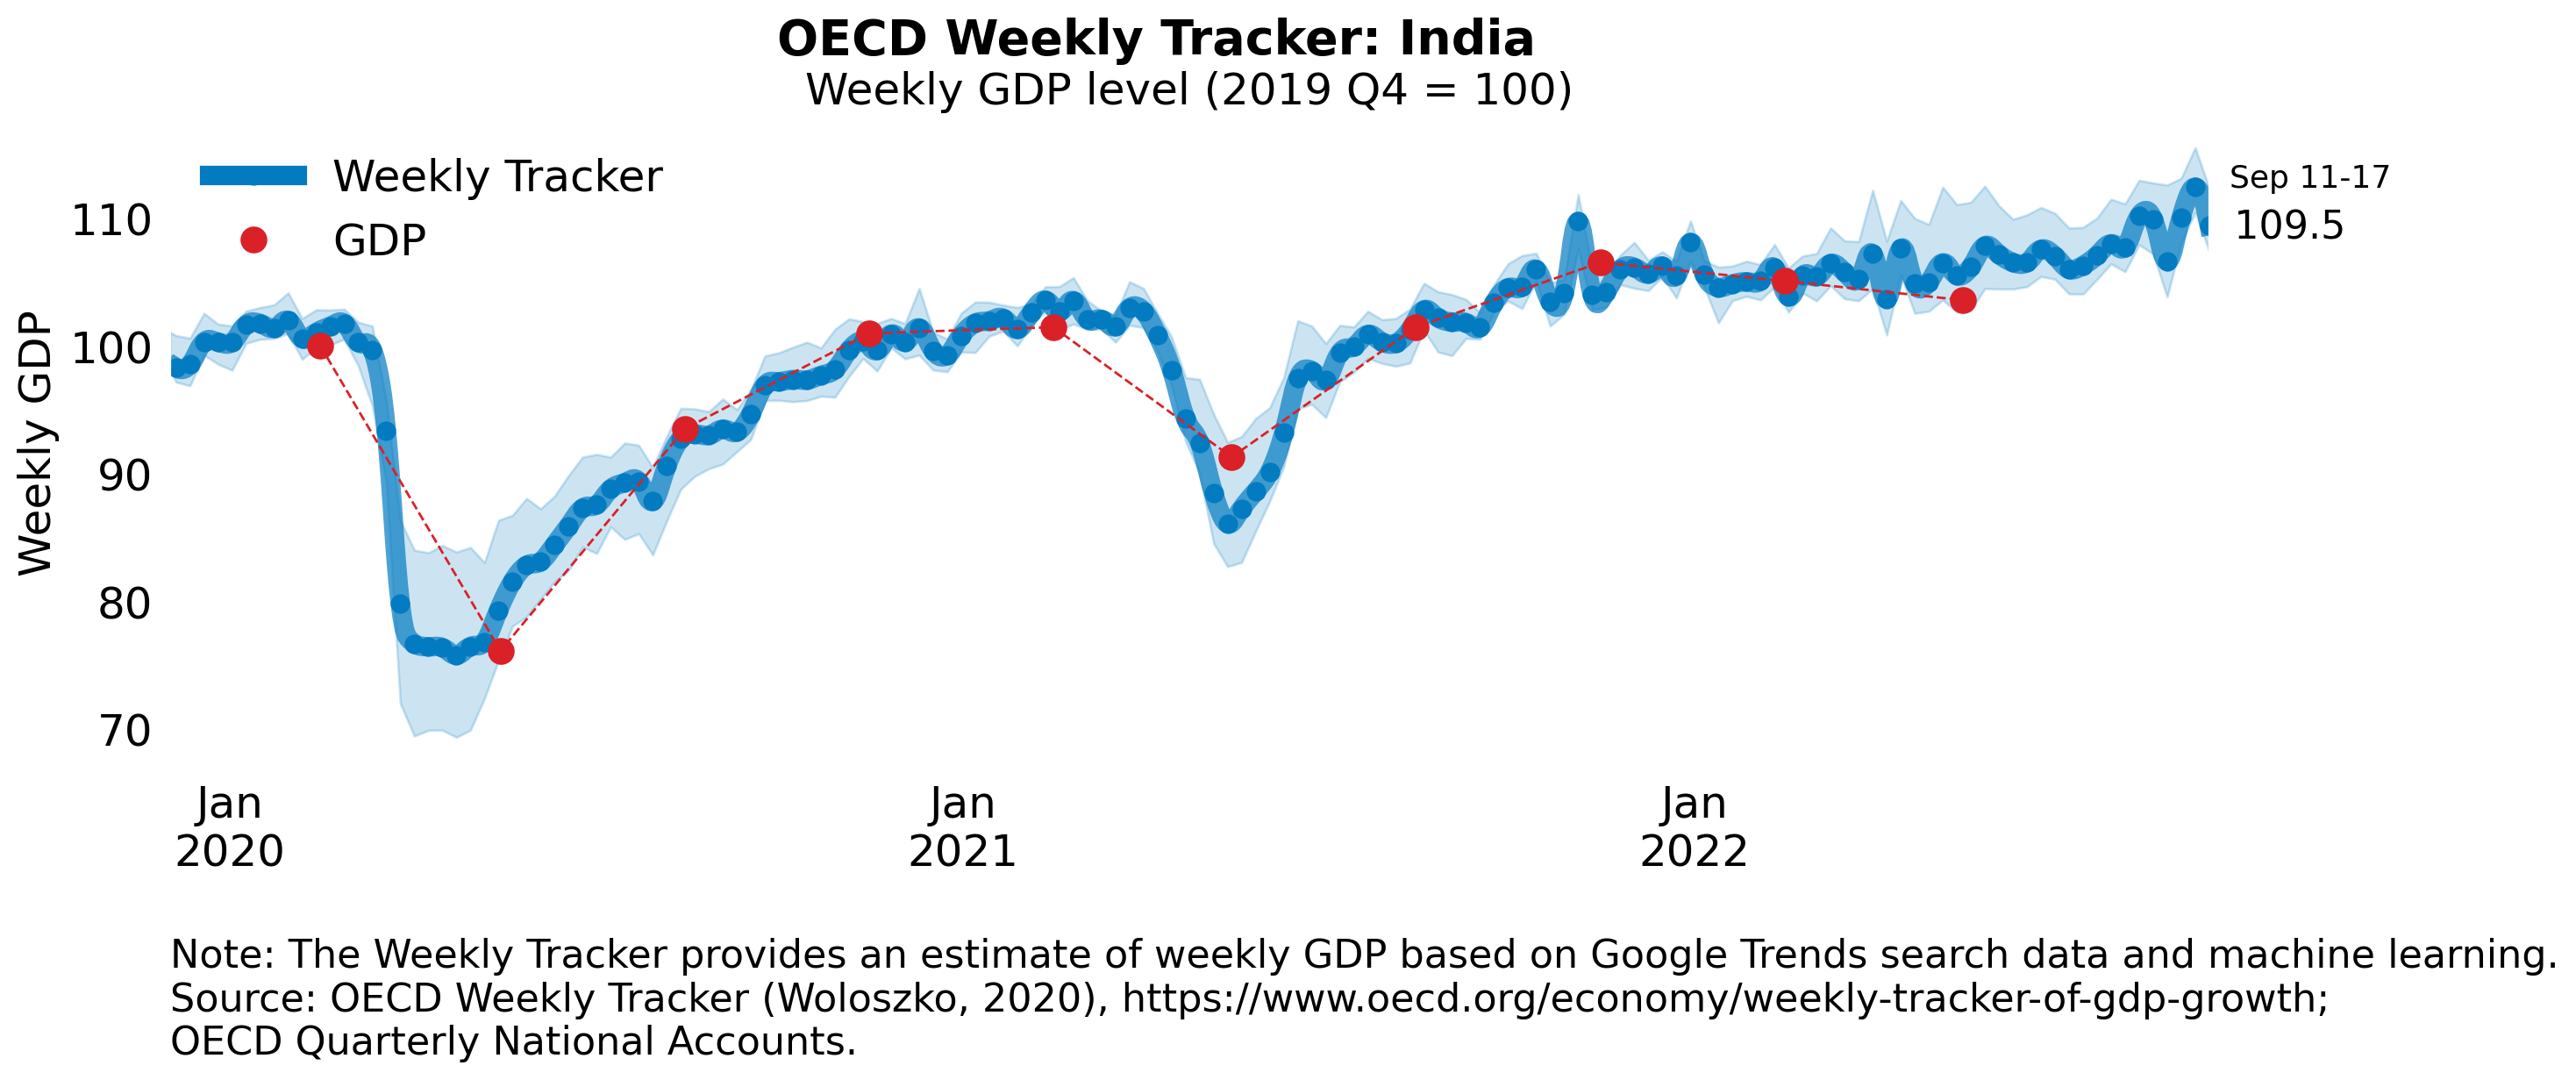 OECD Weekly Tracker: India
Weekly GDP level (2019 Q4 = 100)
Weekly Tracker
GDP
Sep 11-17
109.5
Weekly GDP
110
100
90
80
70
Jan
2020
Jan
2021
Jan
2022
Note: The Weekly Tracker provides an estimate of weekly GDP based on Google Trends search data and machine learning.
Source: OECD Weekly Tracker (Woloszko, 2020), https://www.oecd.org/economy/weekly-tracker-of-gdp-growth;
OECD Quarterly National Accounts.